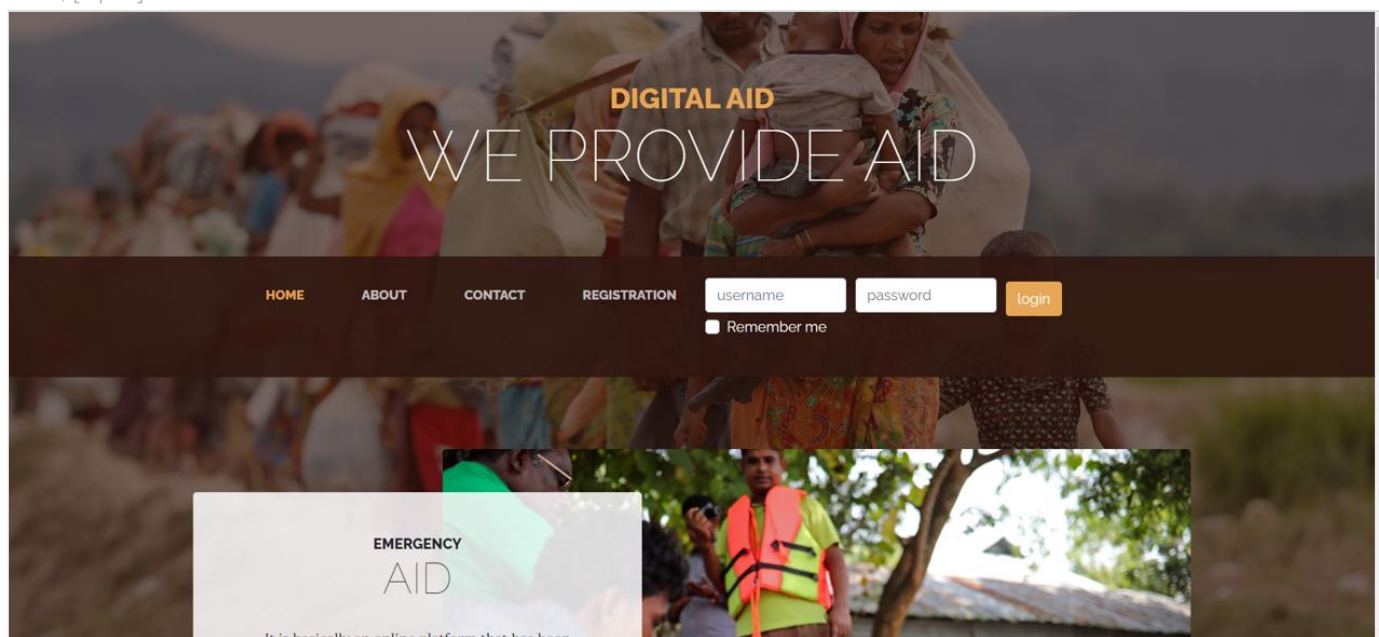 DIGITAL AID
WE PROVIDE AID
HOME ABOUT CONTACT REGISTRATION username password login
Remember me
EMERGENCY
AID
It is basically an online platform that has been